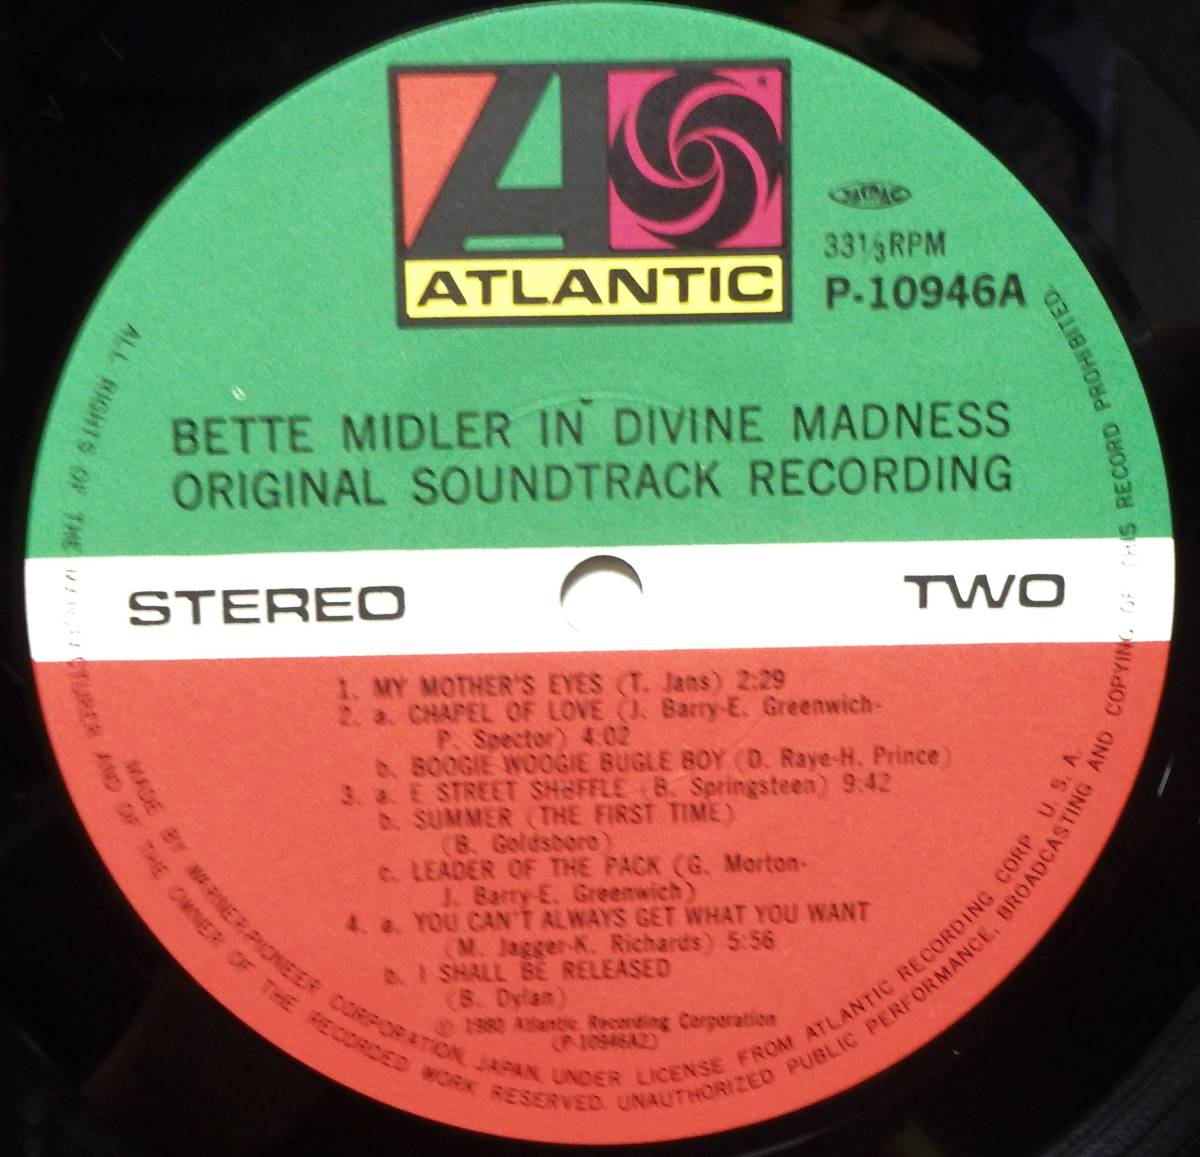 ATLANTIC
JASRAC
33 1/3 RPM
P-10946A
BETTE MIDLER IN DIVINE MADNESS
ORIGINAL SOUNDTRACK RECORDING
STEREO
TWO
1. MY MOTHER'S EYES (T. Jans) 2:29
2. a. CHAPEL OF LOVE (J. Barry-E. Greenwich-
P. Spector) 4:02
b. BOOGIE WOOGIE BUGLE BOY (D. Raye-H. Prince)
3. a. E STREET SHUFFLE (B. Springsteen) 9:42
b. SUMMER (THE FIRST TIME)
(B. Goldsboro)
c. LEADER OF THE PACK (G. Morton-
J. Barry-E. Greenwich)
4. a. YOU CAN'T ALWAYS GET WHAT YOU WANT
(M. Jagger-K. Richards) 5:56
b. I SHALL BE RELEASED
(B. Dylan)
℗ 1980 Atlantic Recording Corporation
(P-10946A2)
MADE BY WARNER-PIONEER CORPORATION, JAPAN, UNDER LICENSE FROM ATLANTIC RECORDING CORP. U. S. A.
ALL RIGHTS OF THE MANUFACTURER AND OF THE OWNER OF THE RECORDED WORK RESERVED. UNAUTHORIZED PUBLIC PERFORMANCE, BROADCASTING AND COPYING OF THIS RECORD PROHIBITED.